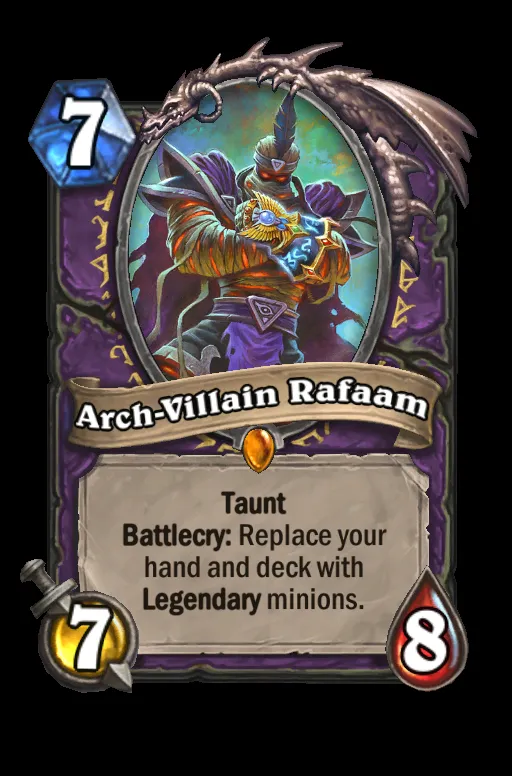 7
Arch-Villain Rafaam
Taunt
Battlecry: Replace your
hand and deck with
Legendary minions.
7
8